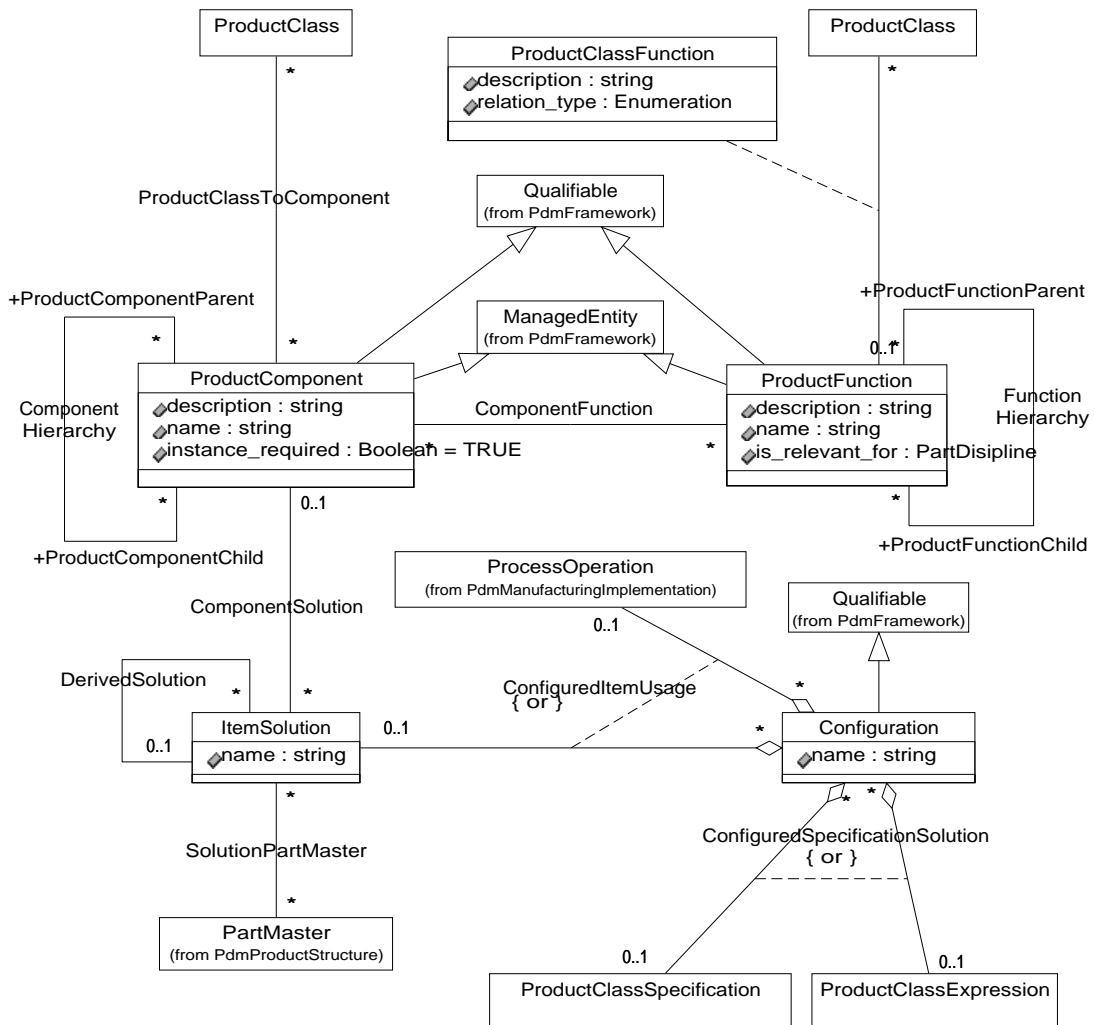 ProductClass
ProductClass
ProductClassFunction
description : string
relation_type : Enumeration
*
*
ProductClassToComponent
Qualifiable
(from PdmFramework)
+ProductComponentParent
+ProductFunctionParent
ManagedEntity
(from PdmFramework)
*
*
0..1
*
ProductComponent
description : string
name : string
instance_required : Boolean = TRUE
Component
Hierarchy
ComponentFunction
*
*
ProductFunction
description : string
name : string
is_relevant_for : PartDisipline
Function
Hierarchy
*
0..1
*
+ProductComponentChild
+ProductFunctionChild
ProcessOperation
(from PdmManufacturingImplementation)
Qualifiable
(from PdmFramework)
ComponentSolution
0..1
DerivedSolution
*
*
ConfiguredItemUsage
{ or }
*
ItemSolution
name : string
0..1
0..1
*
Configuration
name : string
*
*
*
SolutionPartMaster
ConfiguredSpecificationSolution
{ or }
*
PartMaster
(from PdmProductStructure)
0..1
0..1
ProductClassSpecification
ProductClassExpression